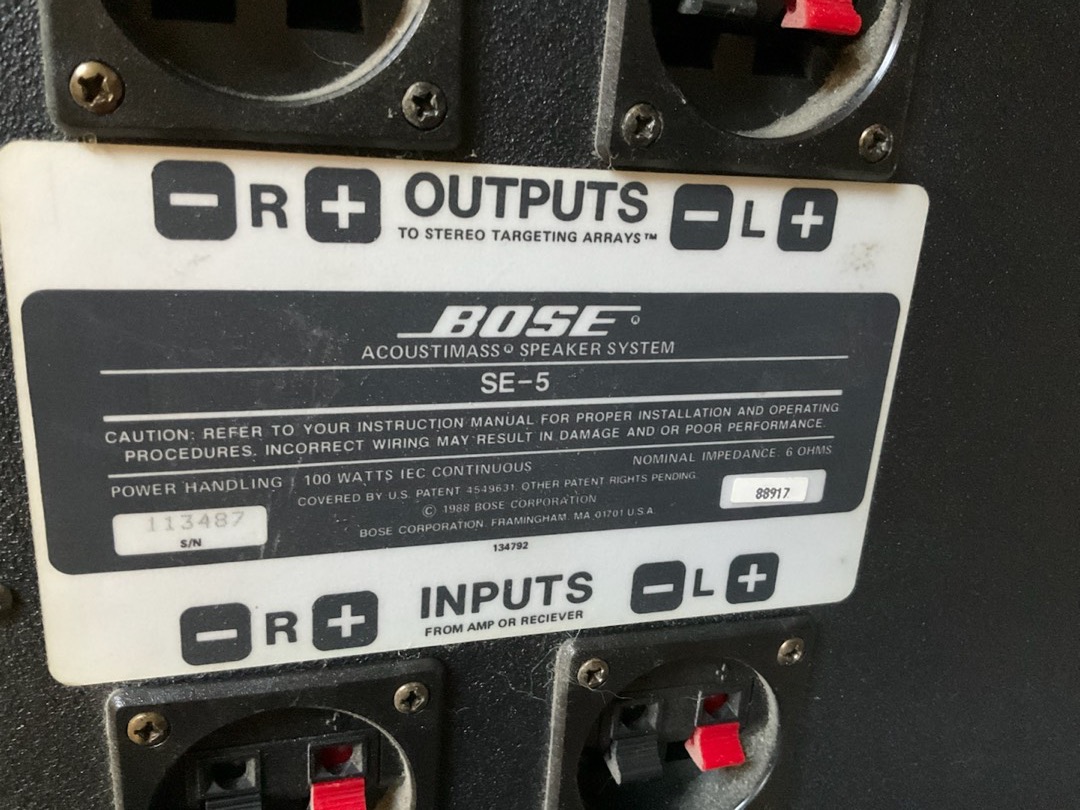 − R + OUTPUTS − L +
TO STEREO TARGETING ARRAYS™
BOSE®
ACOUSTIMASS® SPEAKER SYSTEM
SE-5
CAUTION: REFER TO YOUR INSTRUCTION MANUAL FOR PROPER INSTALLATION AND OPERATING
PROCEDURES. INCORRECT WIRING MAY RESULT IN DAMAGE AND OR POOR PERFORMANCE.
POWER HANDLING : 100 WATTS IEC CONTINUOUS NOMINAL IMPEDANCE. 6 OHMS
COVERED BY U.S. PATENT 4549631. OTHER PATENT RIGHTS PENDING.
© 1988 BOSE CORPORATION
BOSE CORPORATION. FRAMINGHAM. MA 01701 U.S.A.
113487
S/N
88917
134792
− R + INPUTS − L +
FROM AMP OR RECIEVER